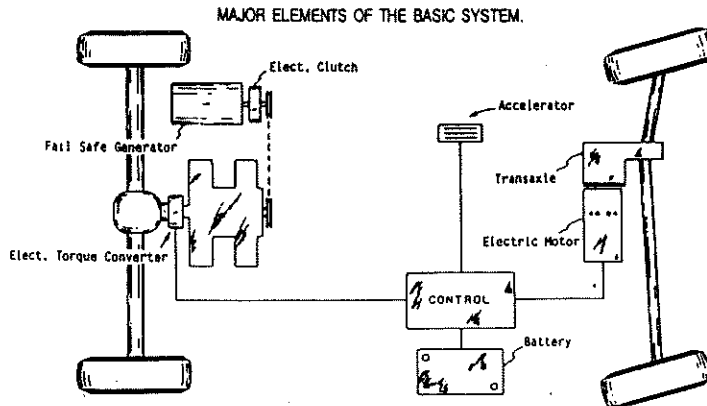 MAJOR ELEMENTS OF THE BASIC SYSTEM.
Elect. Clutch
Accelerator
Fail Safe Generator
Transaxle
Electric Motor
Elect. Torque Converter
CONTROL
Battery